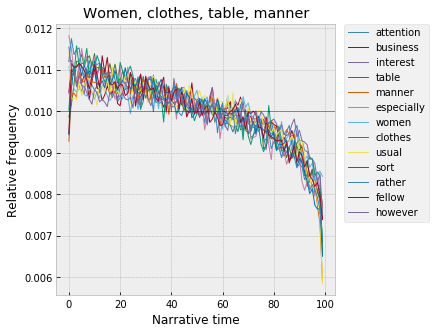 Women, clothes, table, manner
0.012
0.011
0.010
0.009
0.008
0.007
0.006
Relative frequency
0
20
40
60
80
100
Narrative time
attention
business
interest
table
manner
especially
women
clothes
usual
sort
rather
fellow
however